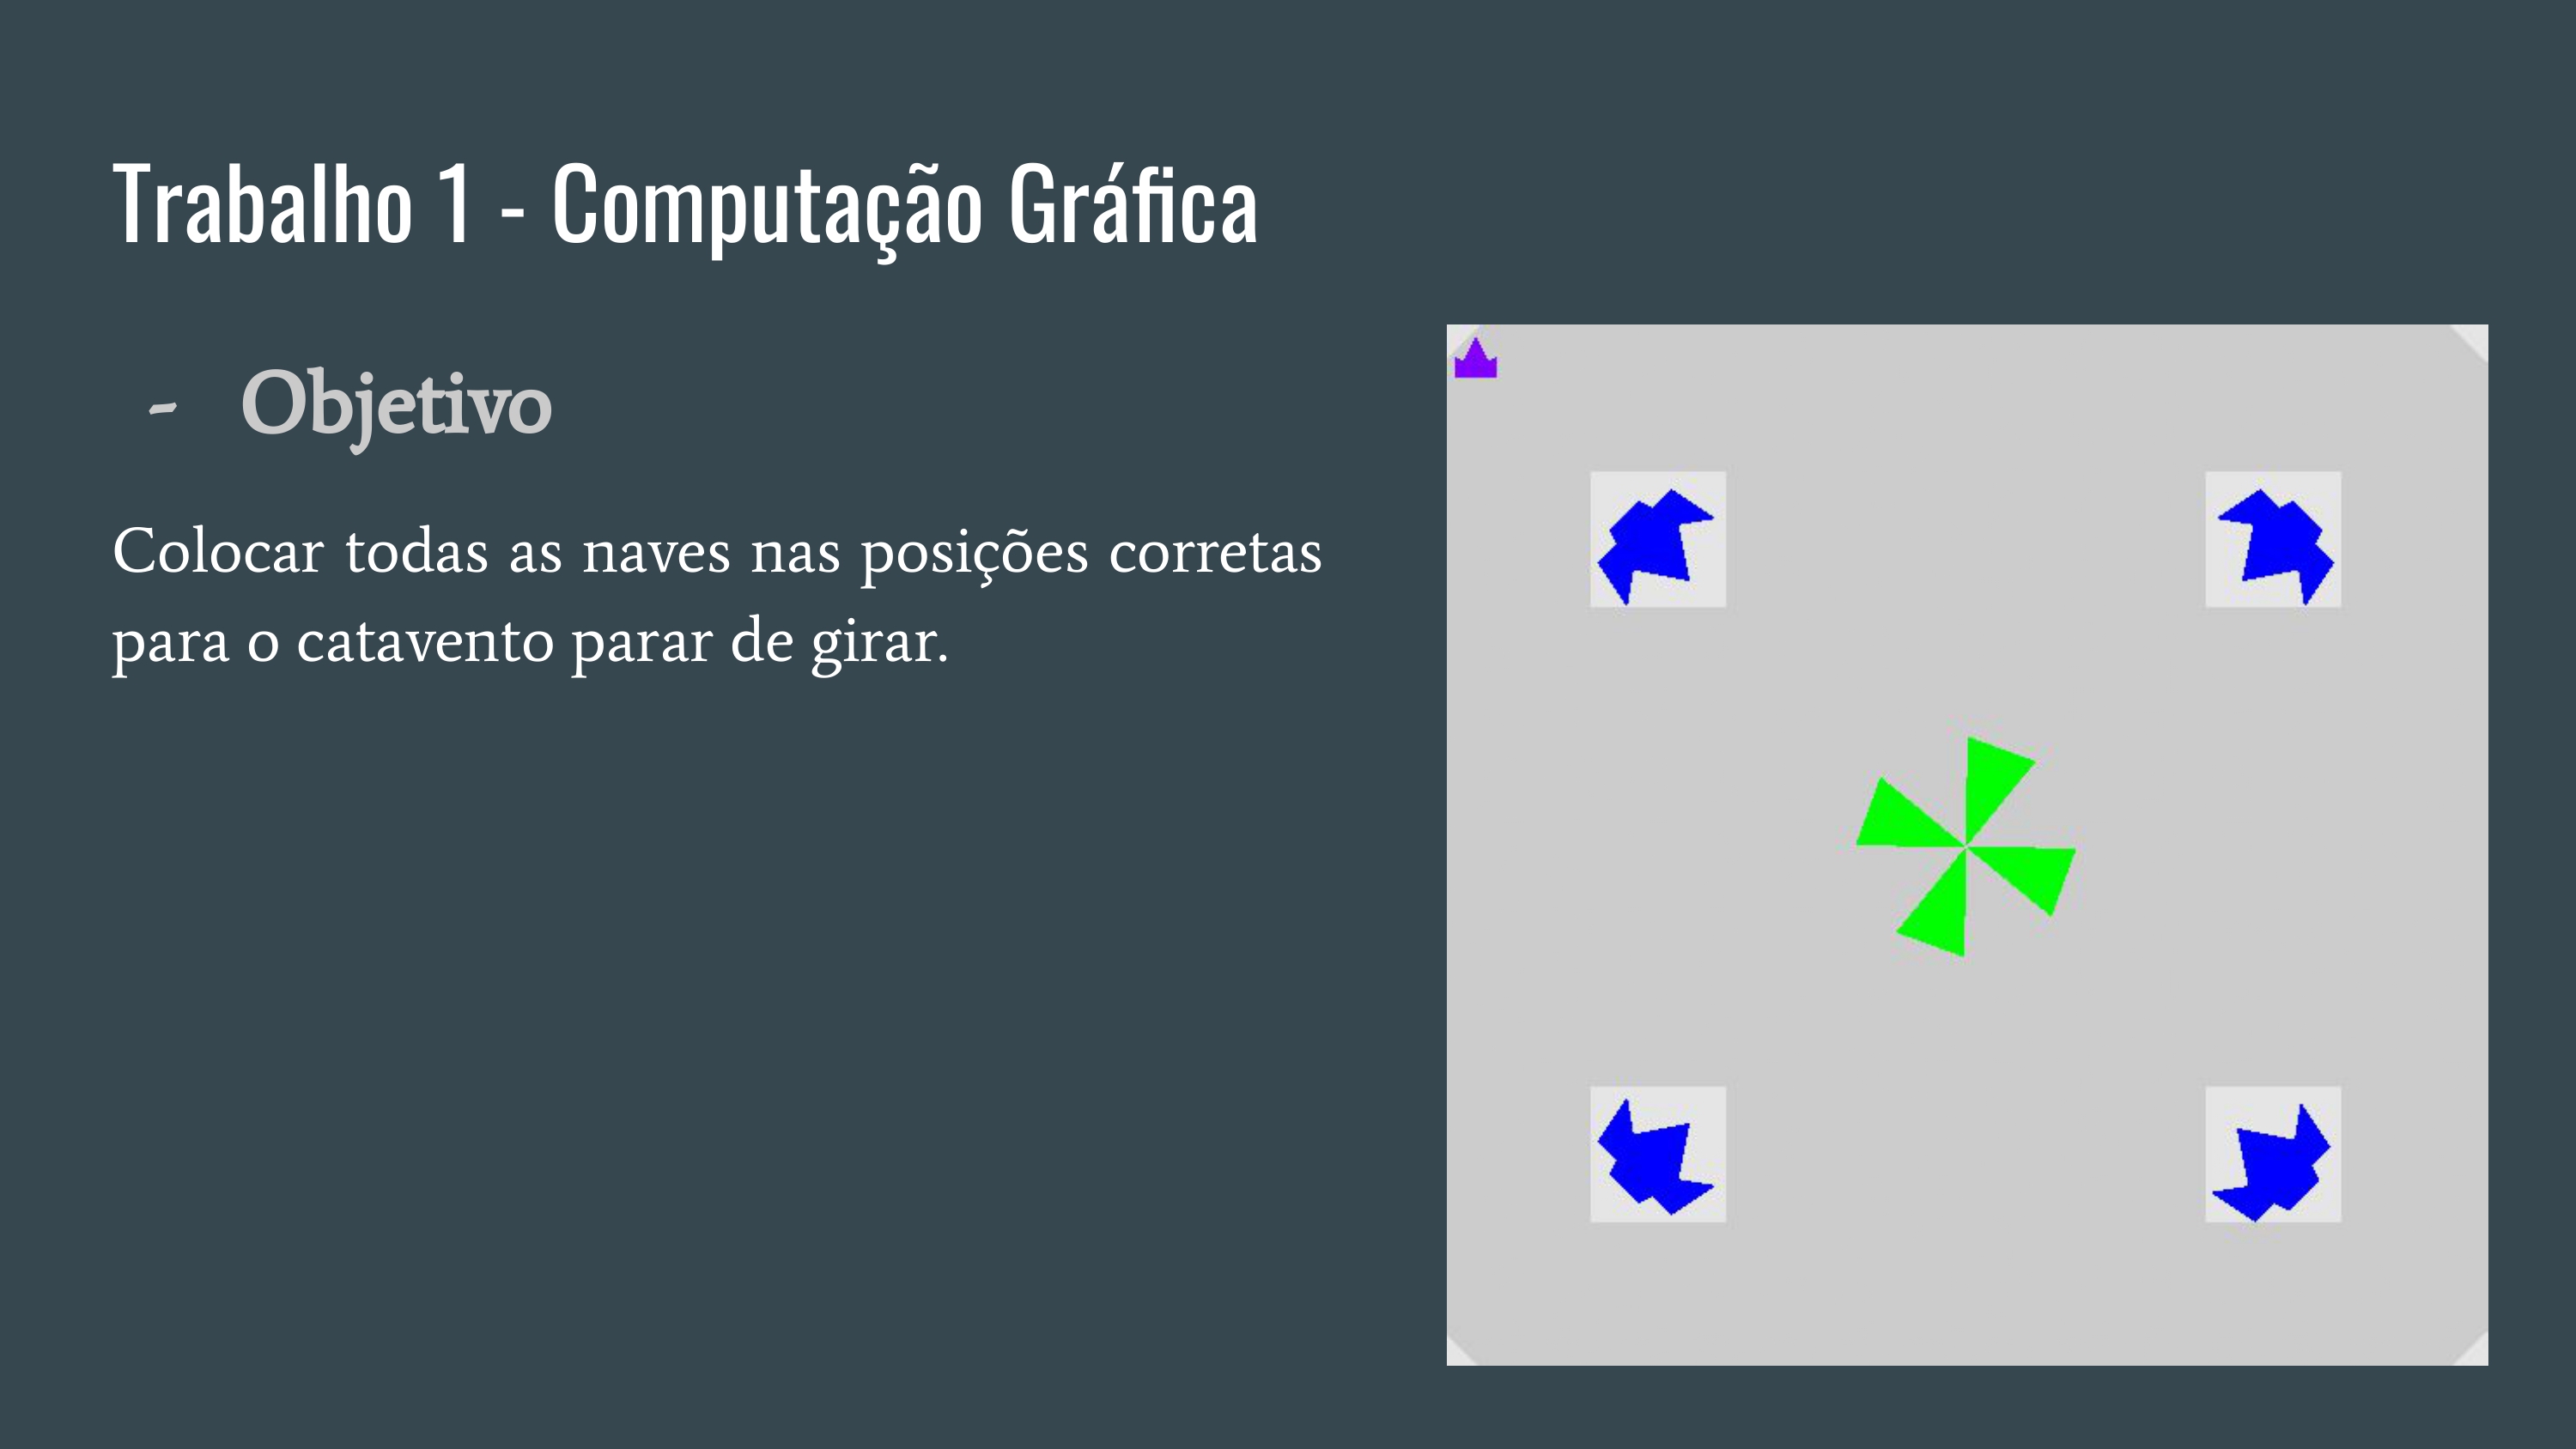 Trabalho 1 - Computação Gráfica
- Objetivo
Colocar todas as naves nas posições corretas
para o catavento parar de girar.